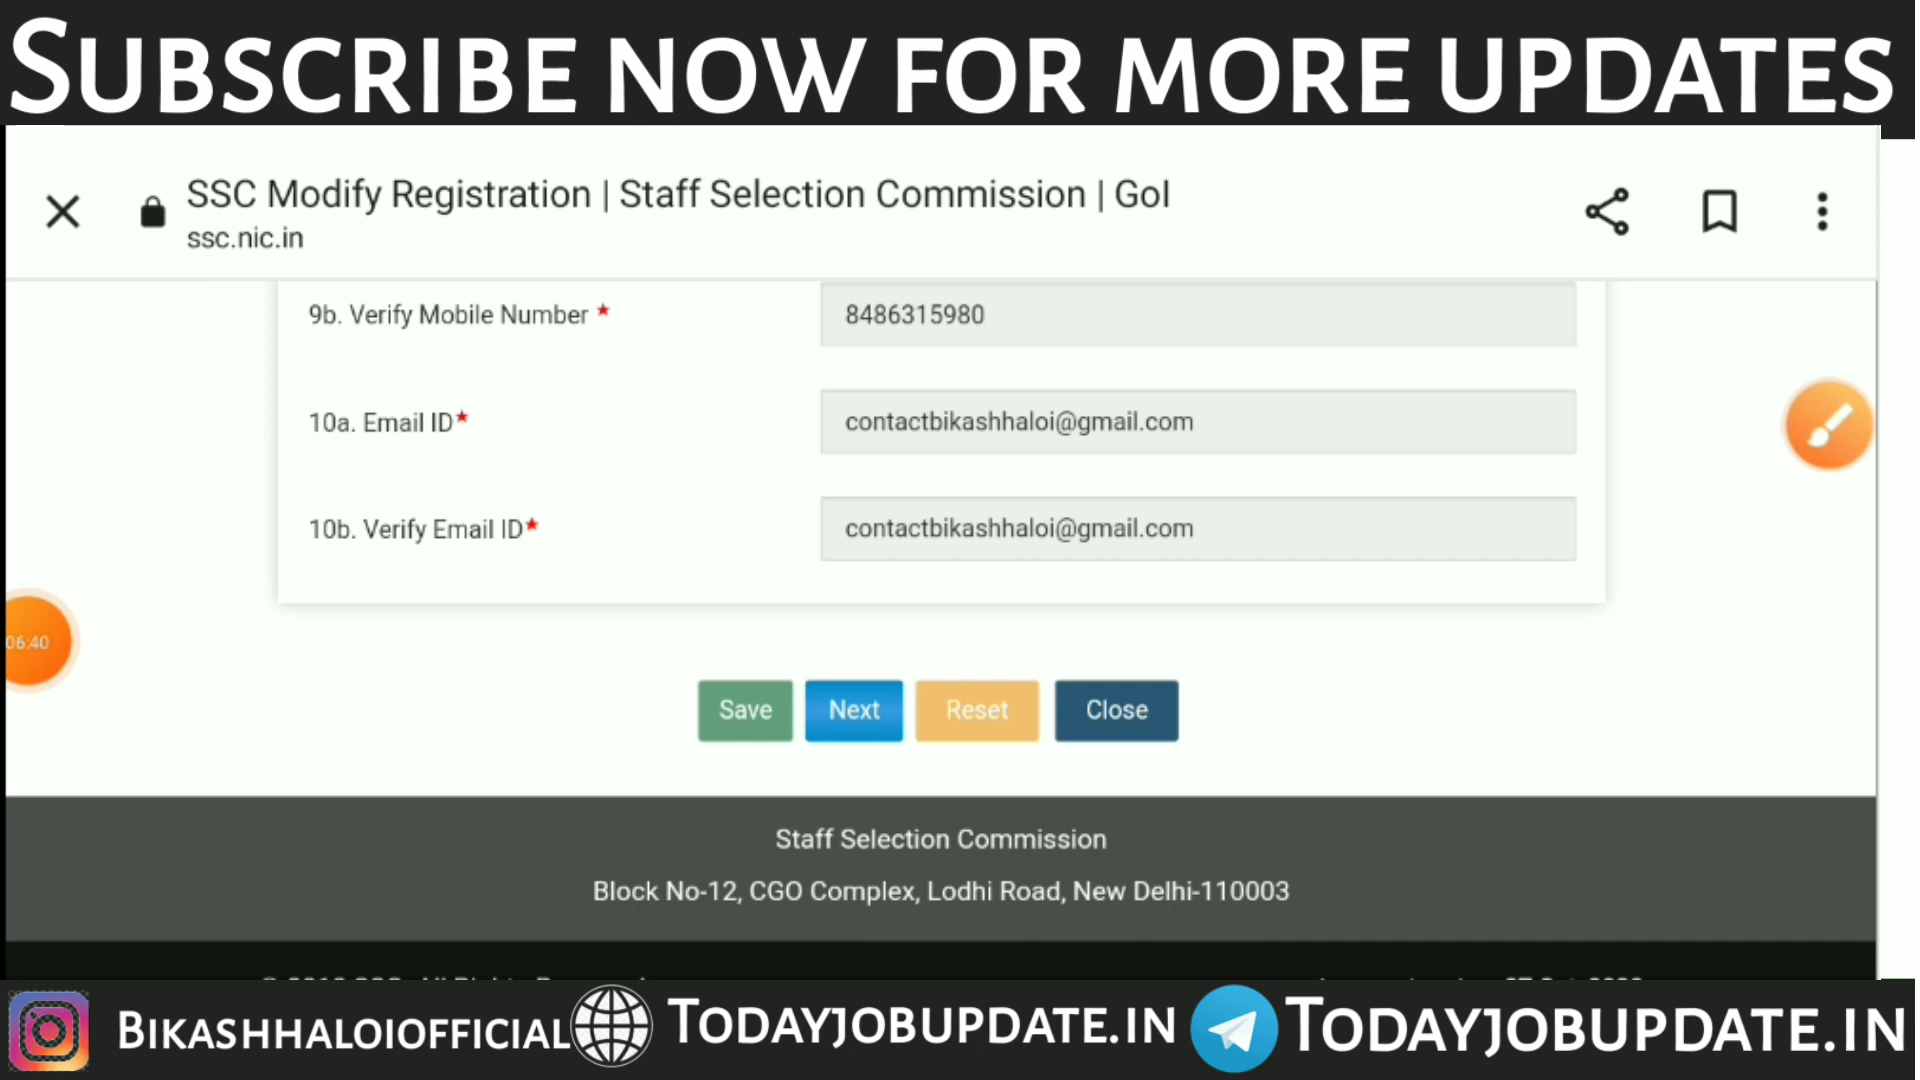 SUBSCRIBE NOW FOR MORE UPDATES
SSC Modify Registration | Staff Selection Commission | GoI
ssc.nic.in
9b. Verify Mobile Number * 8486315980
10a. Email ID* contactbikashhaloi@gmail.com
10b. Verify Email ID* contactbikashhaloi@gmail.com
06:40
Save Next Reset Close
Staff Selection Commission
Block No-12, CGO Complex, Lodhi Road, New Delhi-110003
BIKASHHALOIOFFICIAL TODAYJOBUPDATE.IN TODAYJOBUPDATE.IN